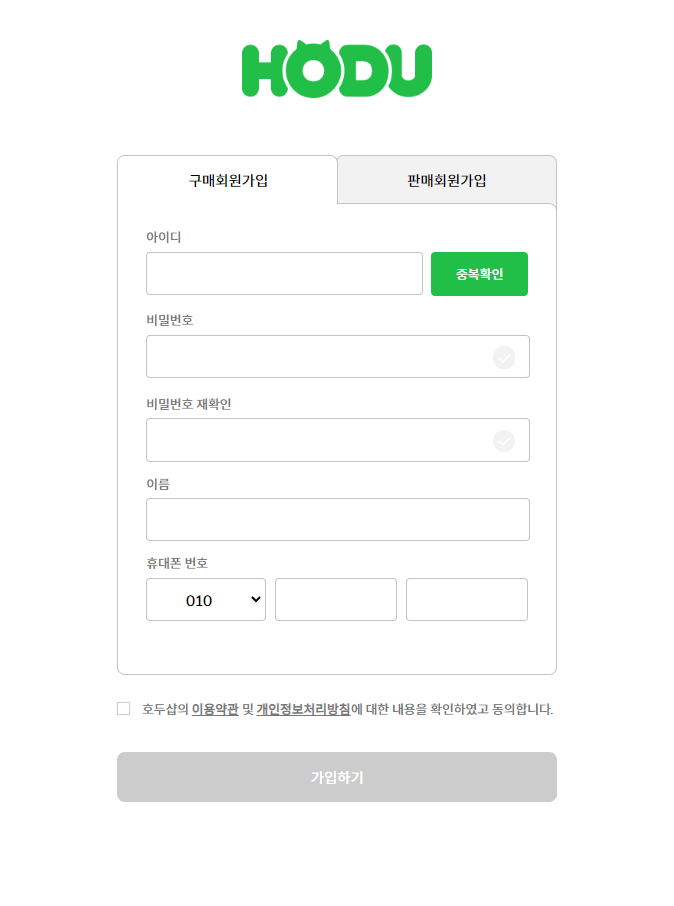 HODU
구매회원가입 판매회원가입
아이디
중복확인
비밀번호
비밀번호 재확인
이름
휴대폰 번호
010
호두샵의 이용약관 및 개인정보처리방침에 대한 내용을 확인하였고 동의합니다.
가입하기